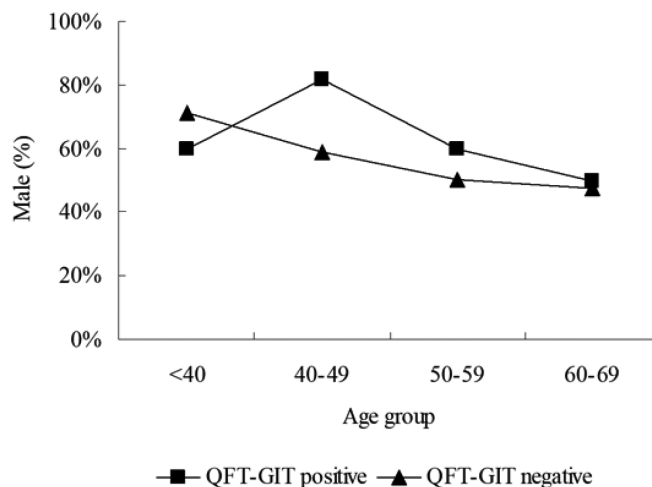 100%
80%
60%
40%
20%
0%
Male (%)
<40 40-49 50-59 60-69
Age group
QFT-GIT positive QFT-GIT negative